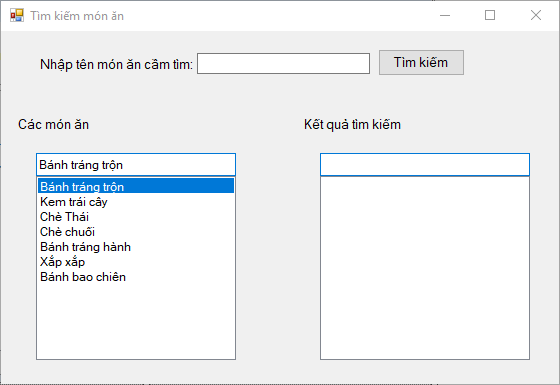 Tìm kiếm món ăn
Nhập tên món ăn cầm tìm:
Tìm kiếm
Các món ăn
Kết quả tìm kiếm
Bánh tráng trộn
Bánh tráng trộn
Kem trái cây
Chè Thái
Chè chuối
Bánh tráng hành
Xắp xắp
Bánh bao chiên